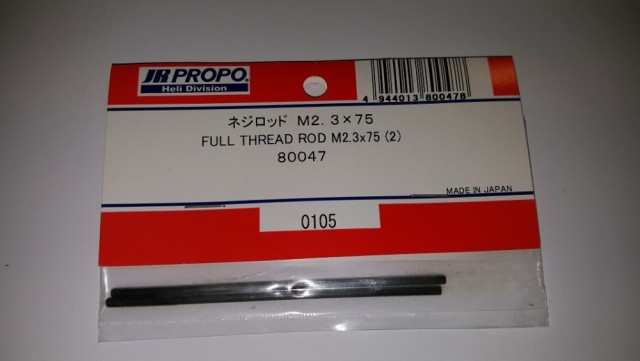 JR PROPO
Heli Division
4 944013 800478
ネジロッド M2.3×75
FULL THREAD ROD M2.3x75 (2)
80047
MADE IN JAPAN
0105